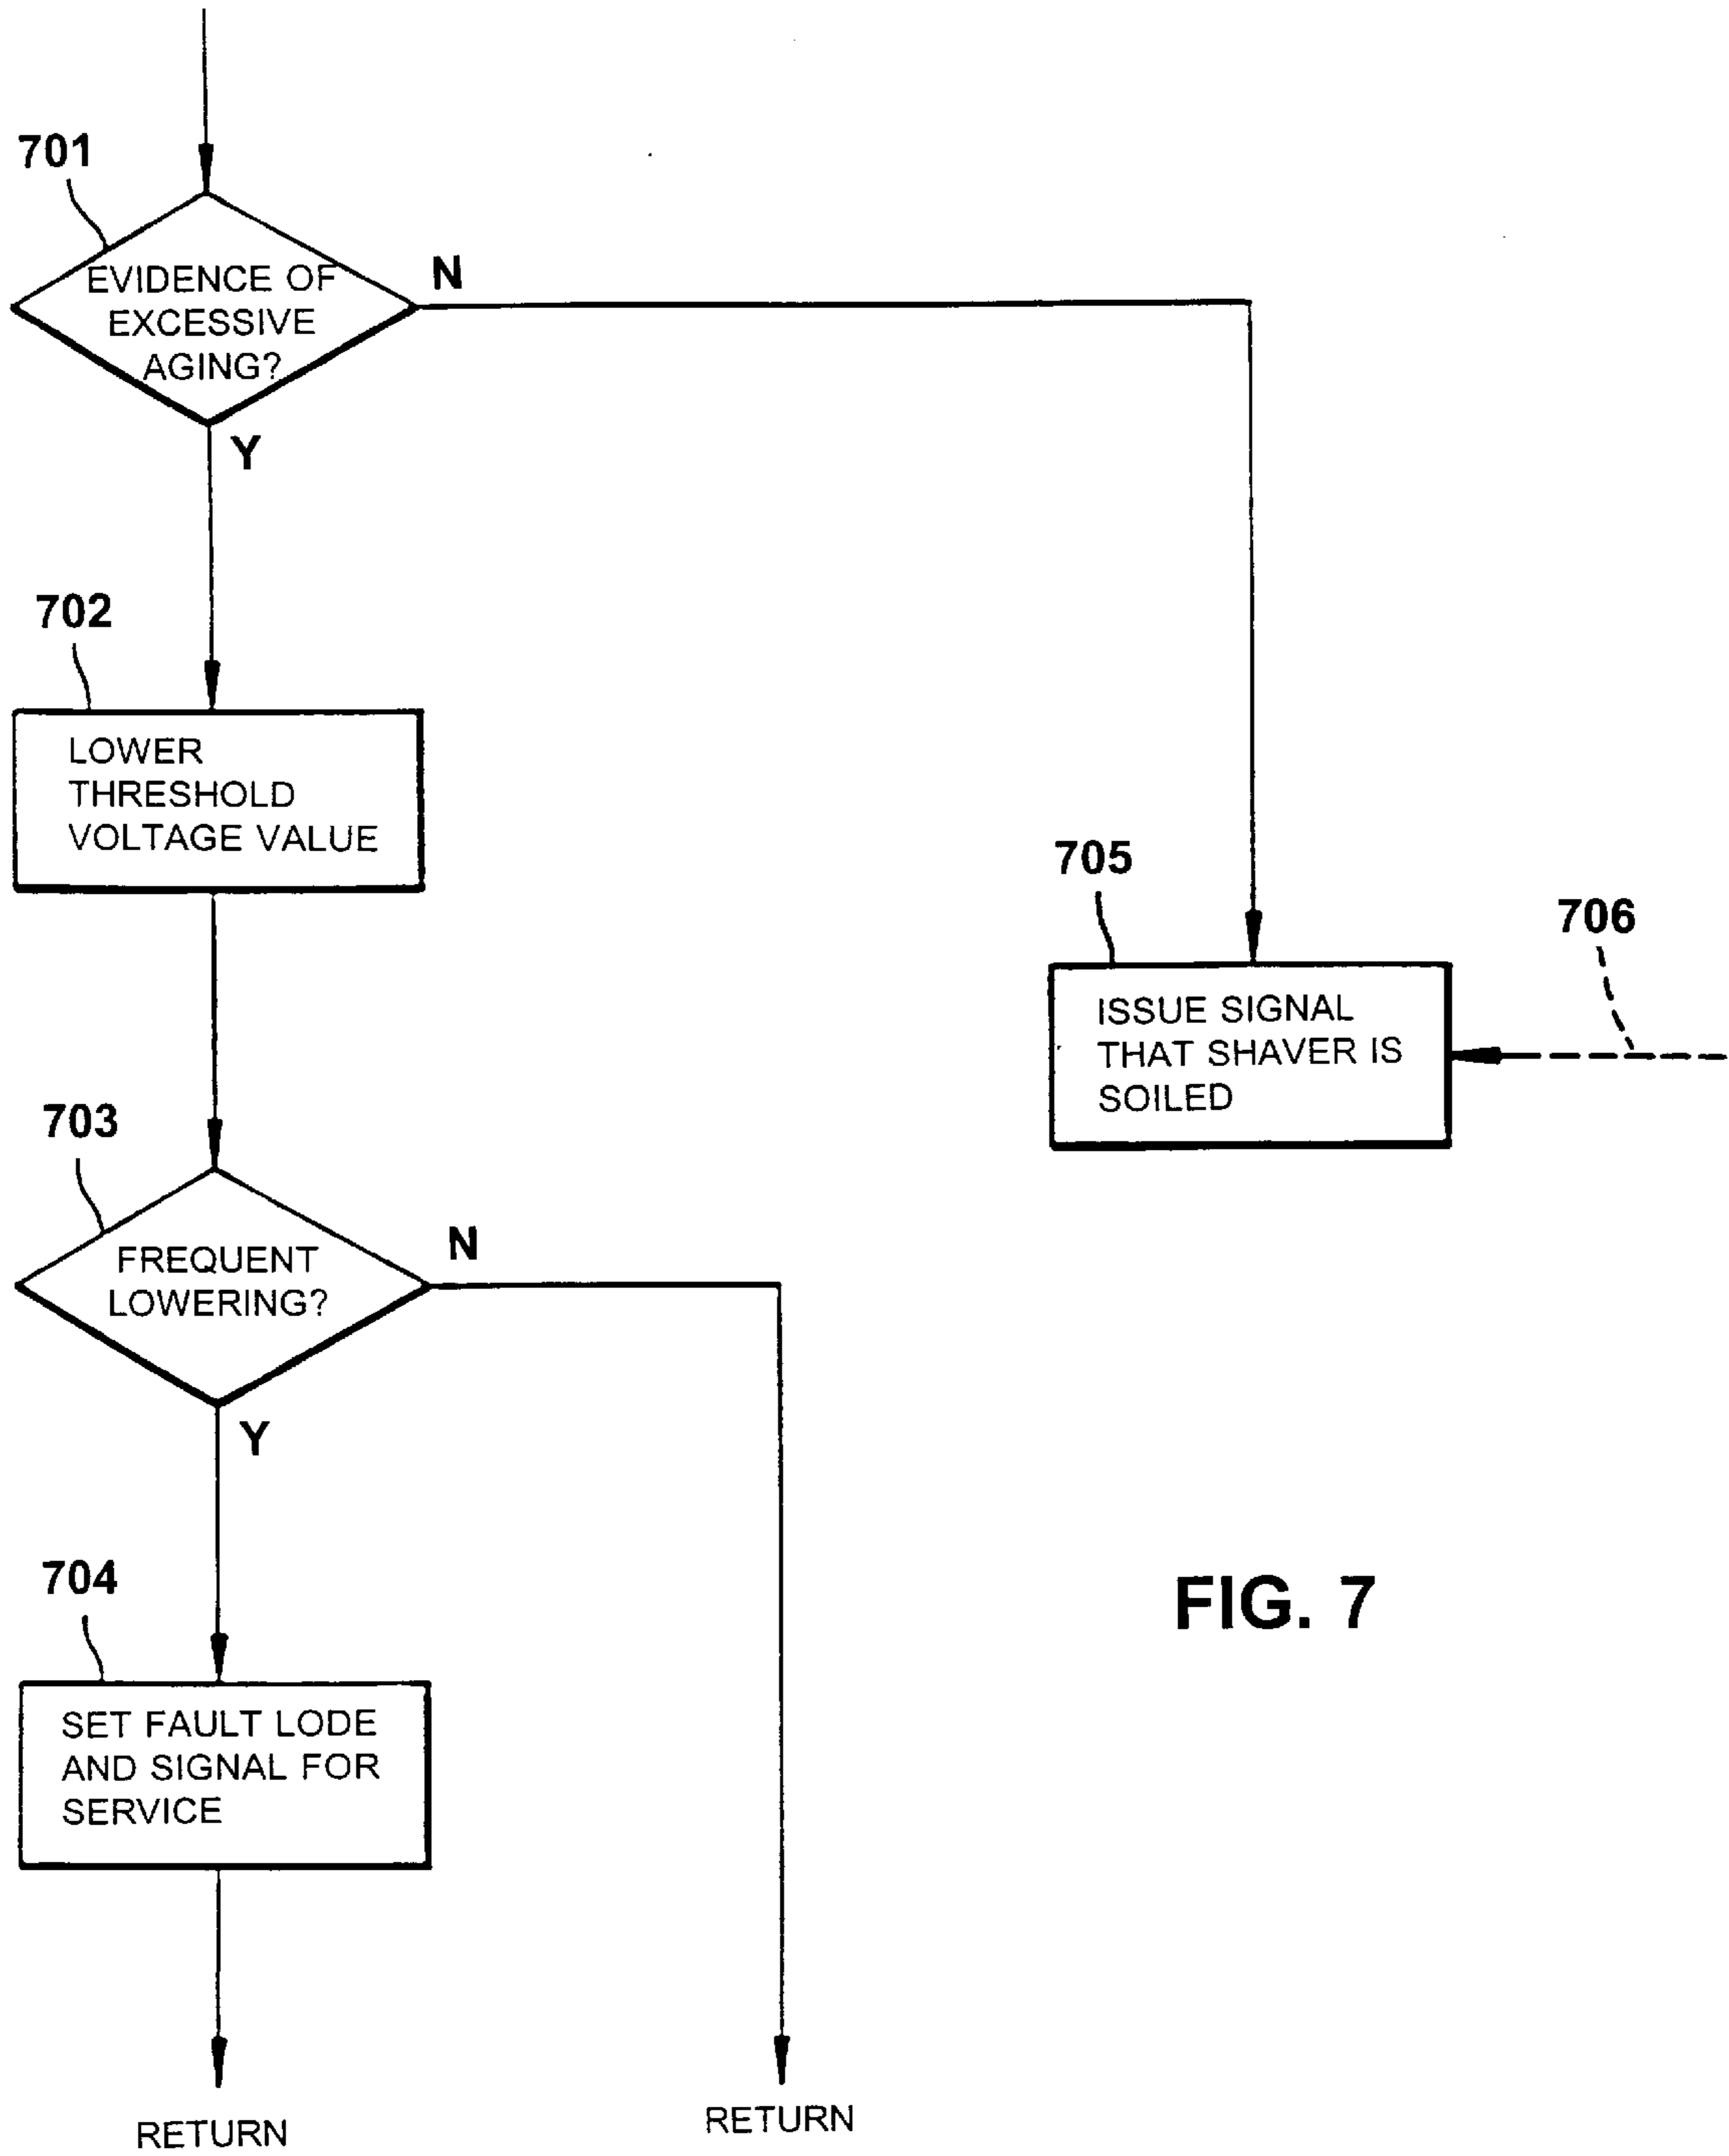 701
EVIDENCE OF
EXCESSIVE
AGING?
N
Y
702
LOWER
THRESHOLD
VOLTAGE VALUE
705
706
ISSUE SIGNAL
THAT SHAVER IS
SOILED
703
FREQUENT
LOWERING?
N
Y
704
SET FAULT LODE
AND SIGNAL FOR
SERVICE
FIG. 7
RETURN
RETURN